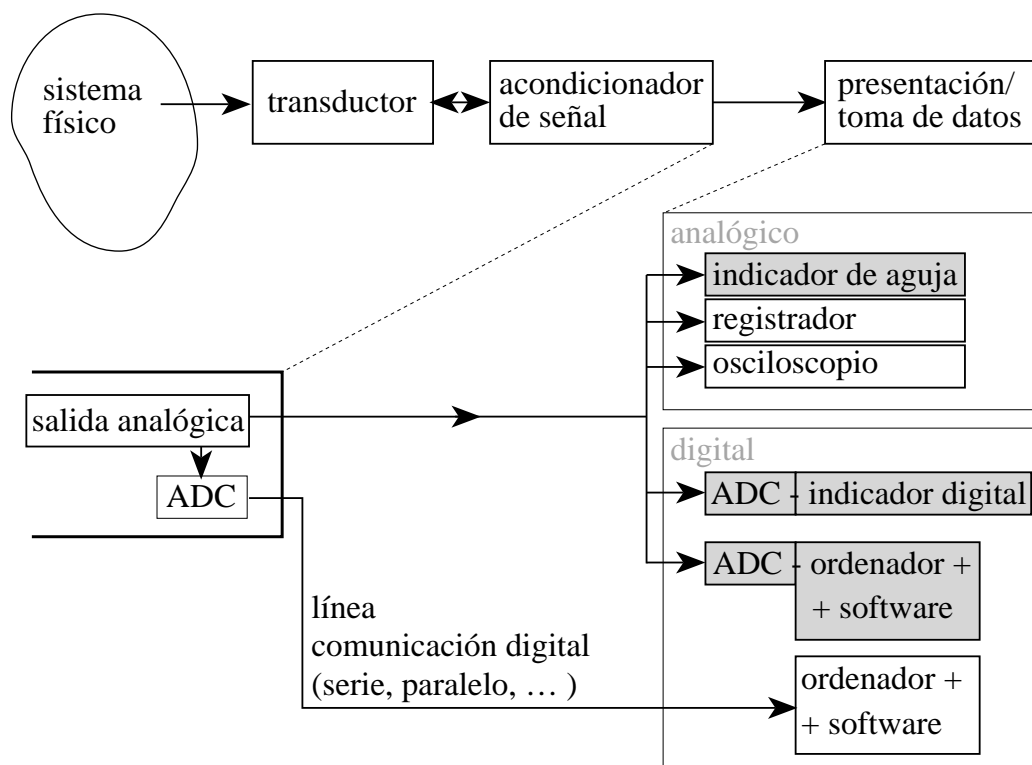 sistema
físico
transductor
acondicionador
de señal
presentación/
toma de datos
analógico
indicador de aguja
registrador
osciloscopio
salida analógica
ADC
digital
ADC - indicador digital
ADC - ordenador +
+ software
línea
comunicación digital
(serie, paralelo, … )
ordenador +
+ software